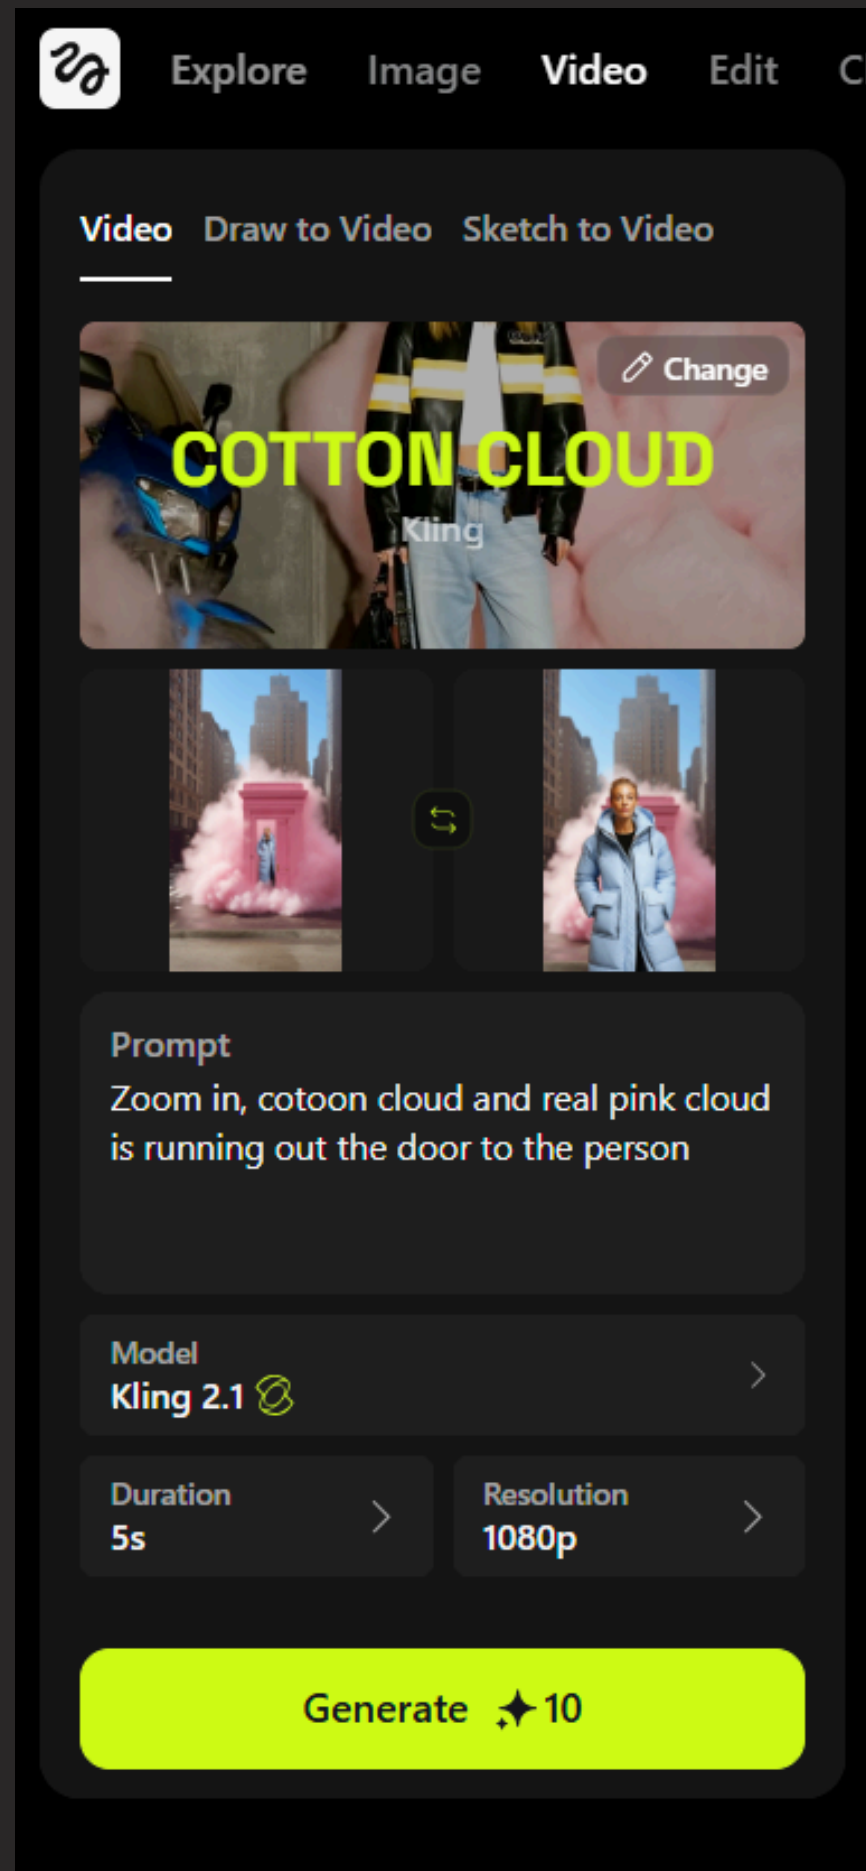 Explore Image Video Edit C
Video Draw to Video Sketch to Video
Change
COTTON CLOUD
Kling
Prompt
Zoom in, cotoon cloud and real pink cloud
is running out the door to the person
Model
Kling 2.1
Duration
5s
Resolution
1080p
Generate 10